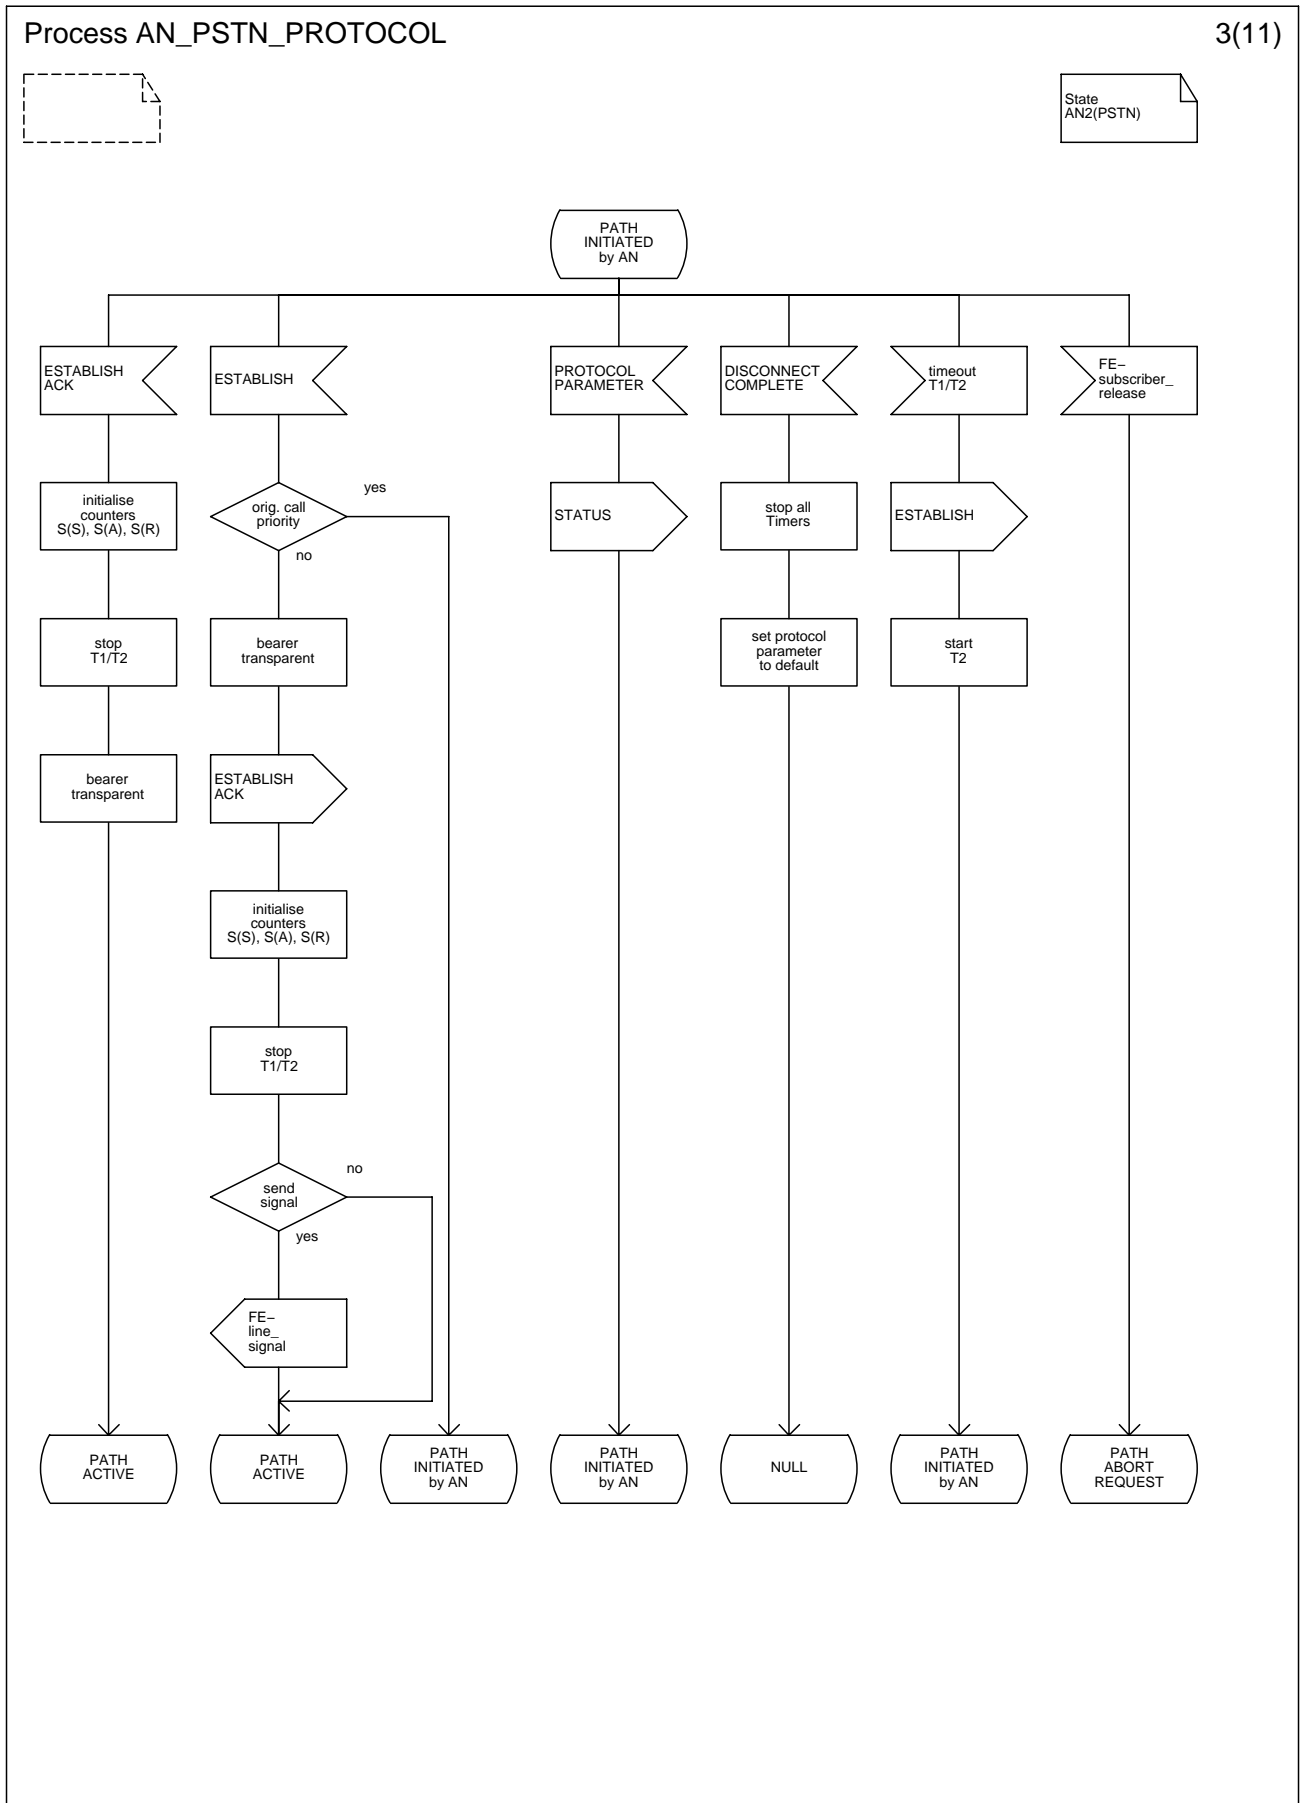 Process AN_PSTN_PROTOCOL
3(11)
State
AN2(PSTN)
PATH
INITIATED
by AN
ESTABLISH
ACK
ESTABLISH
PROTOCOL
PARAMETER
DISCONNECT
COMPLETE
timeout
T1/T2
FE−
subscriber_
release
initialise
counters
S(S), S(A), S(R)
orig. call
priority
yes
no
STATUS
stop all
Timers
ESTABLISH
stop
T1/T2
bearer
transparent
set protocol
parameter
to default
start
T2
bearer
transparent
ESTABLISH
ACK
initialise
counters
S(S), S(A), S(R)
stop
T1/T2
send
signal
no
yes
FE−
line_
signal
PATH
ACTIVE
PATH
ACTIVE
PATH
INITIATED
by AN
PATH
INITIATED
by AN
NULL
PATH
INITIATED
by AN
PATH
ABORT
REQUEST